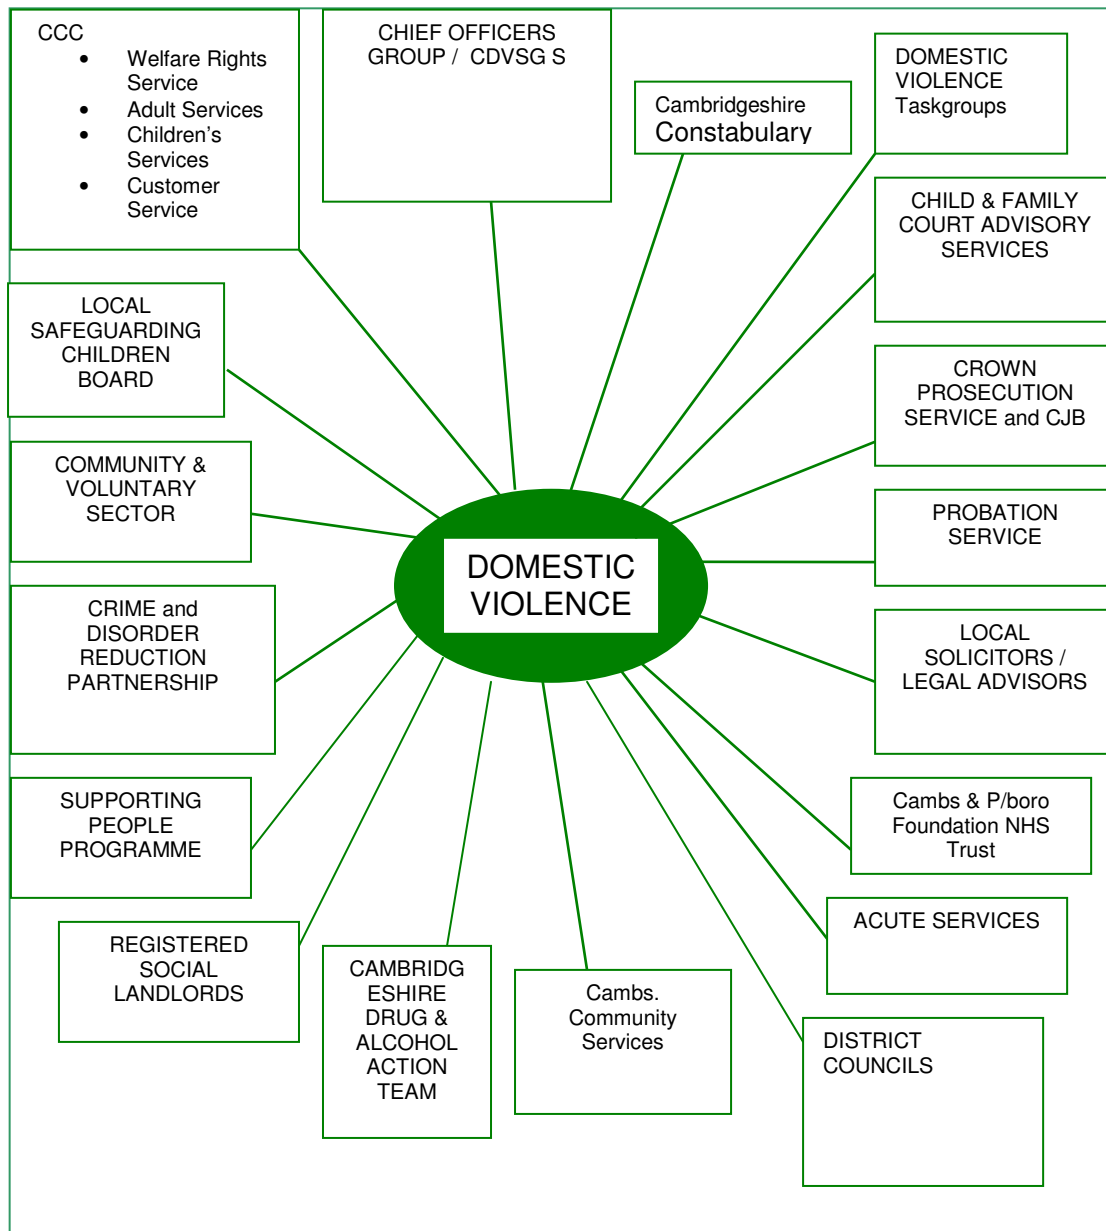 CCC
• Welfare Rights
Service
• Adult Services
• Children's
Services
• Customer
Service
CHIEF OFFICERS
GROUP / CDVSG S
Cambridgeshire
Constabulary
DOMESTIC
VIOLENCE
Taskgroups
CHILD & FAMILY
COURT ADVISORY
SERVICES
LOCAL
SAFEGUARDING
CHILDREN
BOARD
CROWN
PROSECUTION
SERVICE and CJB
COMMUNITY &
VOLUNTARY
SECTOR
PROBATION
SERVICE
DOMESTIC
VIOLENCE
CRIME and
DISORDER
REDUCTION
PARTNERSHIP
LOCAL
SOLICITORS /
LEGAL ADVISORS
SUPPORTING
PEOPLE
PROGRAMME
Cambs & P/boro
Foundation NHS
Trust
REGISTERED
SOCIAL
LANDLORDS
CAMBRIDG
ESHIRE
DRUG &
ALCOHOL
ACTION
TEAM
Cambs.
Community
Services
ACUTE SERVICES
DISTRICT
COUNCILS